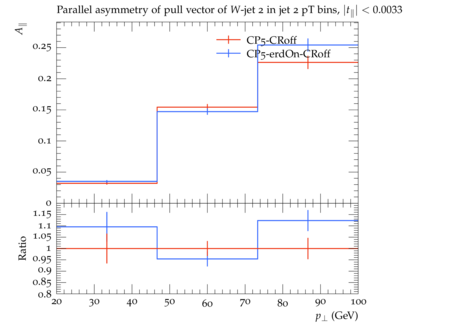 Parallel asymmetry of pull vector of W-jet 2 in jet 2 pT bins, |t∥| < 0.0033
A∥
CP5-CRoff
CP5-erdOn-CRoff
0.25
0.2
0.15
0.1
0.05
0
Ratio
1.15
1.1
1.05
1
0.95
0.9
0.85
0.8
20 30 40 50 60 70 80 90 100
p⊥ (GeV)